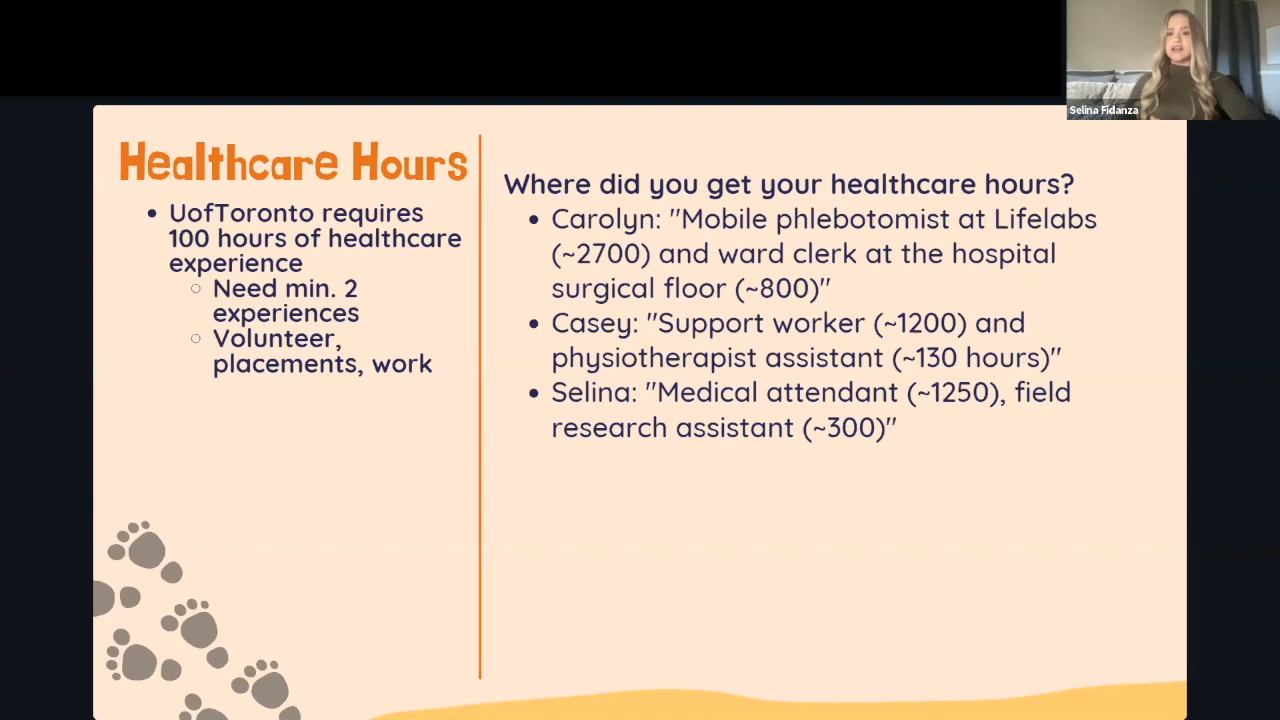 Selina Fidanza
Healthcare Hours
• UofToronto requires
100 hours of healthcare
experience
○ Need min. 2
experiences
○ Volunteer,
placements, work
Where did you get your healthcare hours?
• Carolyn: "Mobile phlebotomist at Lifelabs
(~2700) and ward clerk at the hospital
surgical floor (~800)"
• Casey: "Support worker (~1200) and
physiotherapist assistant (~130 hours)"
• Selina: "Medical attendant (~1250), field
research assistant (~300)"